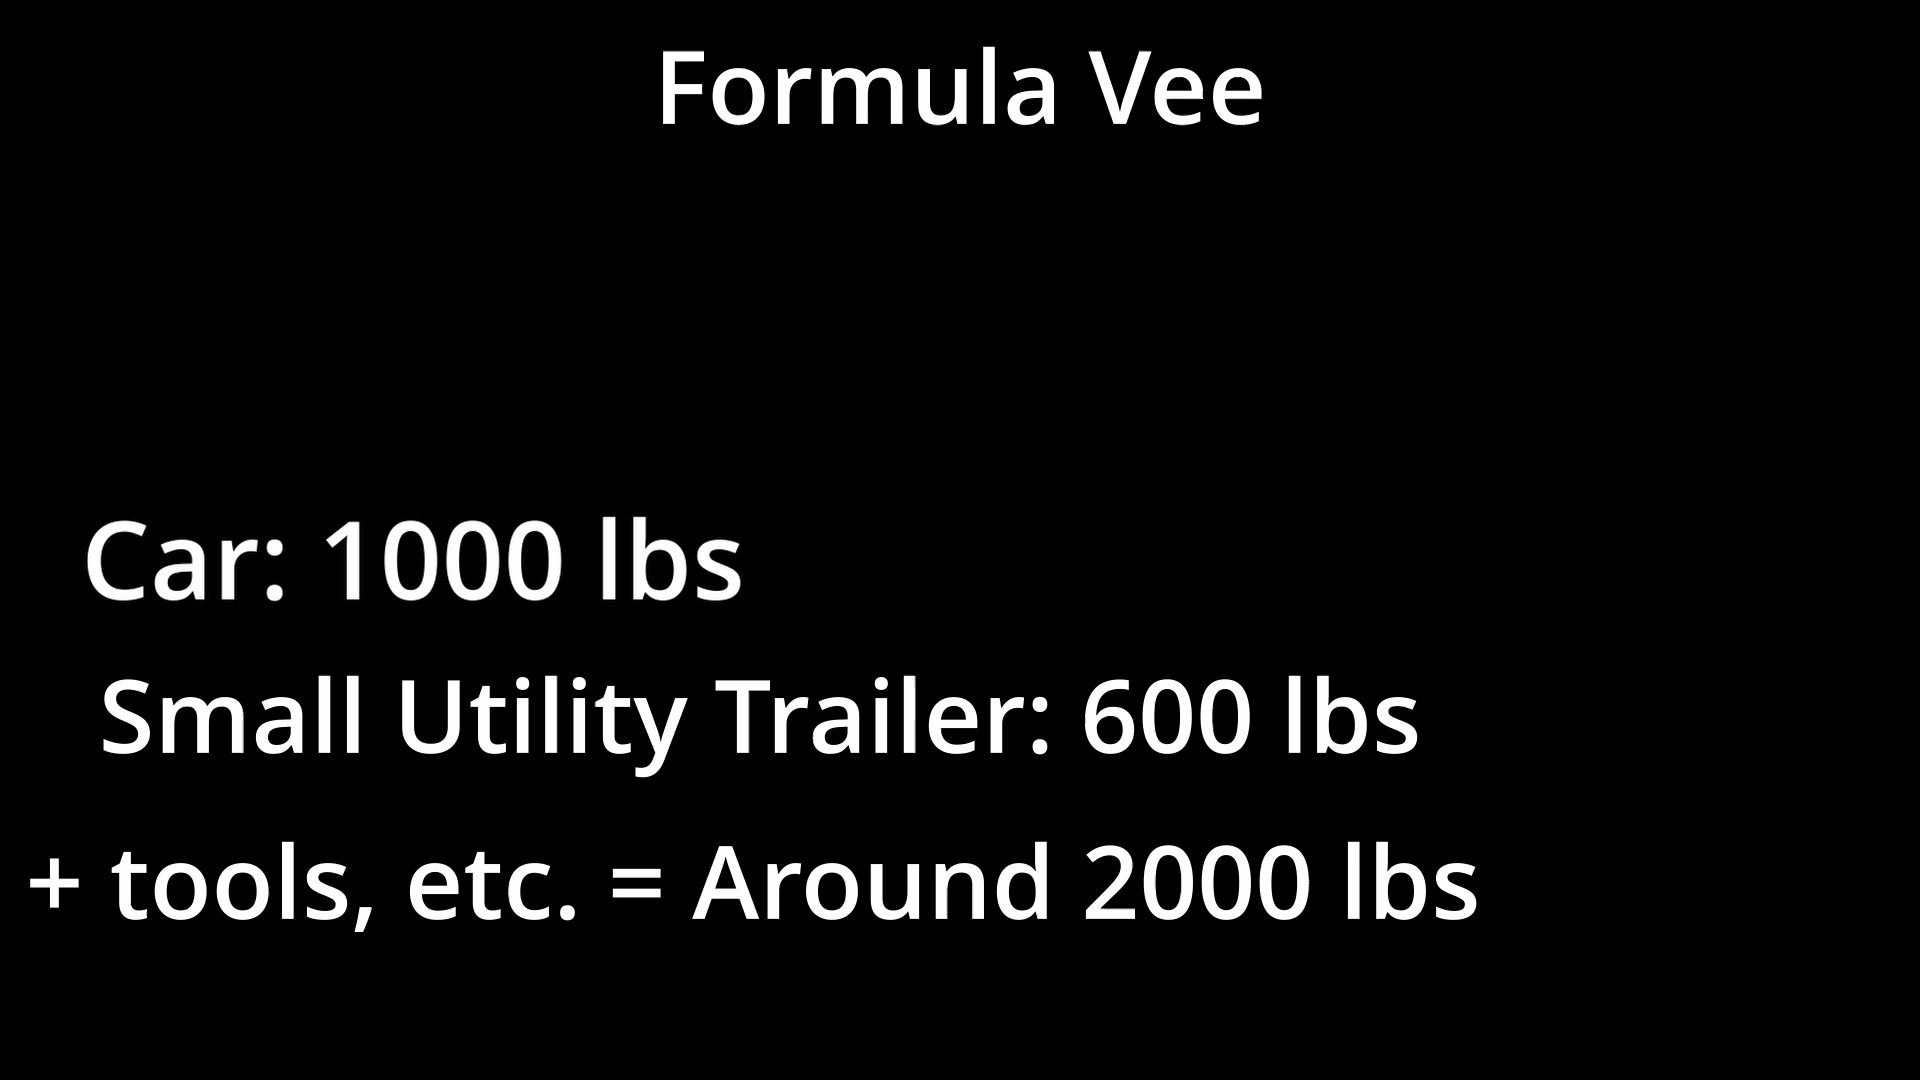 Formula Vee
Car: 1000 lbs
Small Utility Trailer: 600 lbs
+ tools, etc. = Around 2000 lbs